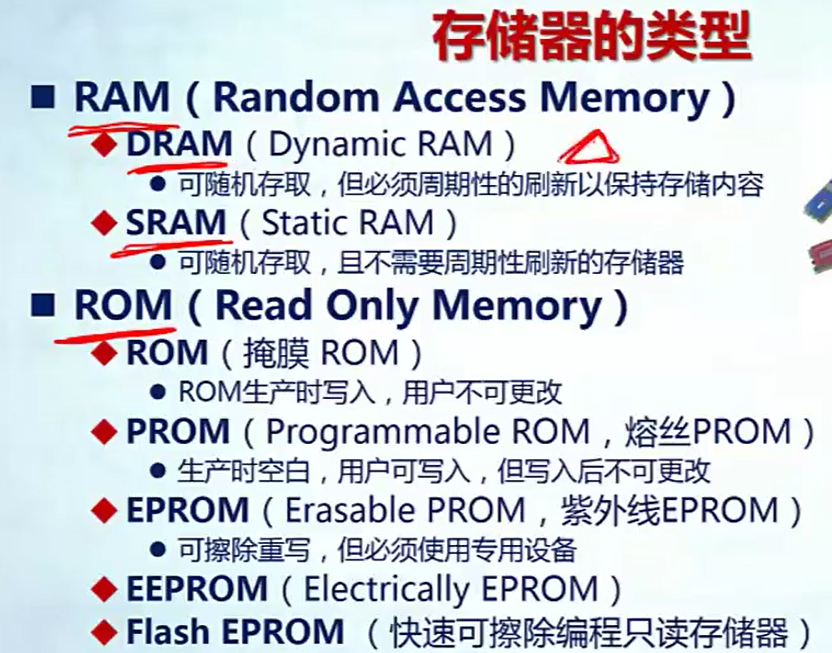 存储器的类型
■ RAM（Random Access Memory）
◆ DRAM（Dynamic RAM）
● 可随机存取，但必须周期性的刷新以保持存储内容
◆ SRAM（Static RAM）
● 可随机存取，且不需要周期性刷新的存储器
■ ROM（Read Only Memory）
◆ ROM（掩膜 ROM）
● ROM生产时写入，用户不可更改
◆ PROM（Programmable ROM，熔丝PROM）
● 生产时空白，用户可写入，但写入后不可更改
◆ EPROM（Erasable PROM，紫外线EPROM）
● 可擦除重写，但必须使用专用设备
◆ EEPROM（Electrically EPROM）
◆ Flash EPROM （快速可擦除编程只读存储器）